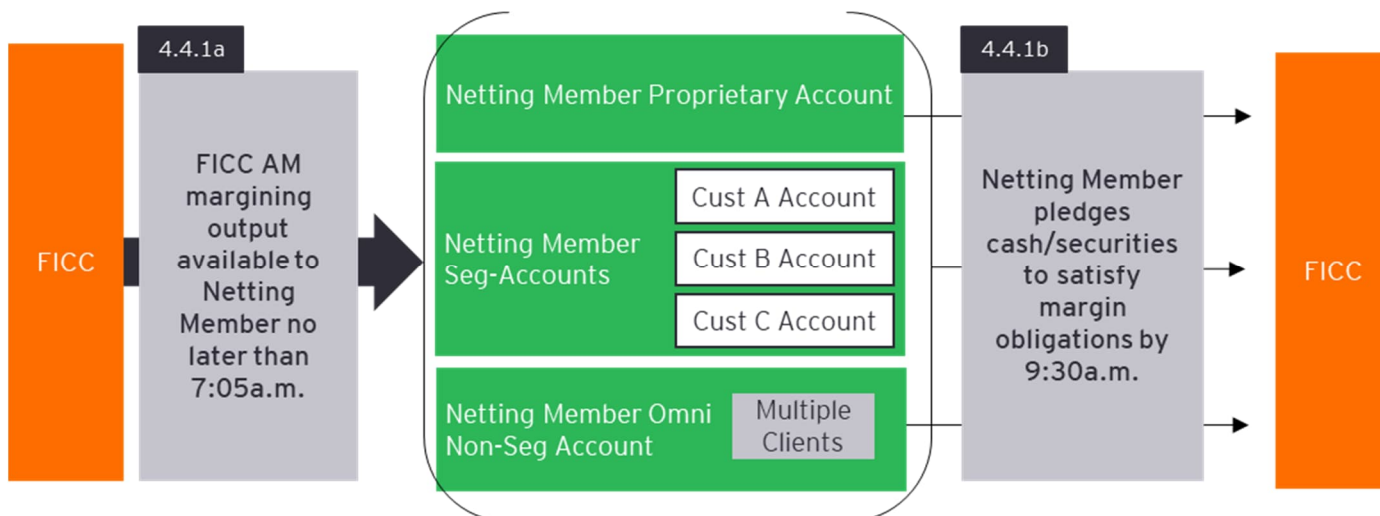 FICC
4.4.1a
FICC AM
margining
output
available to
Netting
Member no
later than
7:05a.m.
Netting Member Proprietary Account
Netting Member
Seg-Accounts
Cust A Account
Cust B Account
Cust C Account
Netting Member Omni
Non-Seg Account
Multiple
Clients
4.4.1b
Netting Member
pledges
cash/securities
to satisfy
margin
obligations by
9:30a.m.
FICC